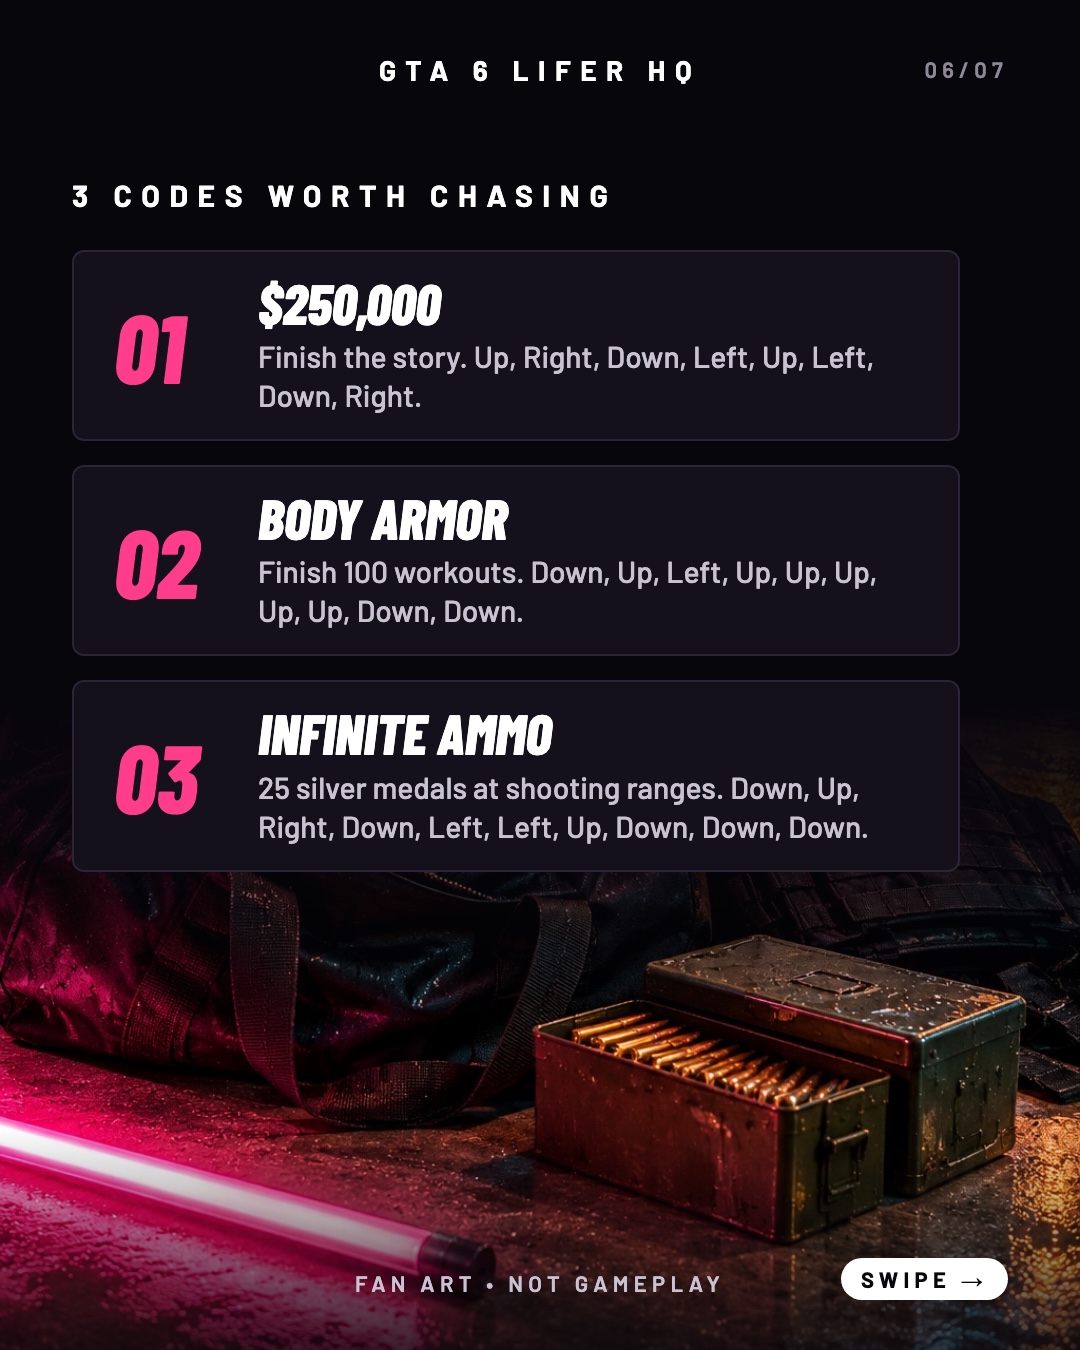 GTA 6 LIFER HQ
06/07
3 CODES WORTH CHASING
01
$250,000
Finish the story. Up, Right, Down, Left, Up, Left,
Down, Right.
02
BODY ARMOR
Finish 100 workouts. Down, Up, Left, Up, Up, Up,
Up, Up, Down, Down.
03
INFINITE AMMO
25 silver medals at shooting ranges. Down, Up,
Right, Down, Left, Left, Up, Down, Down, Down.
FAN ART • NOT GAMEPLAY
SWIPE →